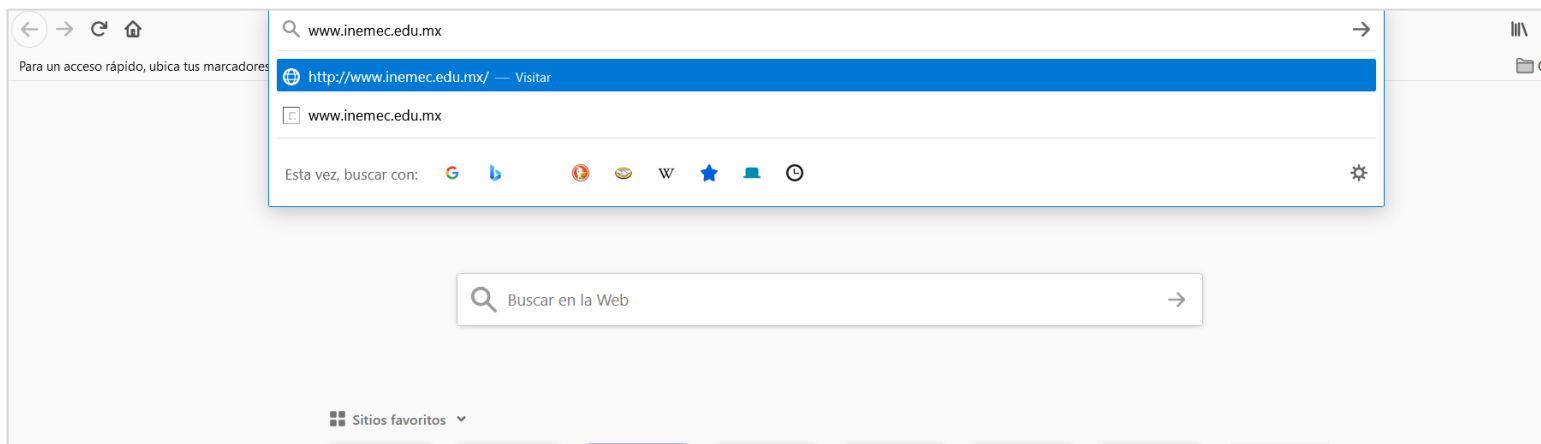 www.inemec.edu.mx
Para un acceso rápido, ubica tus marcadores
http://www.inemec.edu.mx/ — Visitar
www.inemec.edu.mx
Esta vez, buscar con:
Buscar en la Web
Sitios favoritos